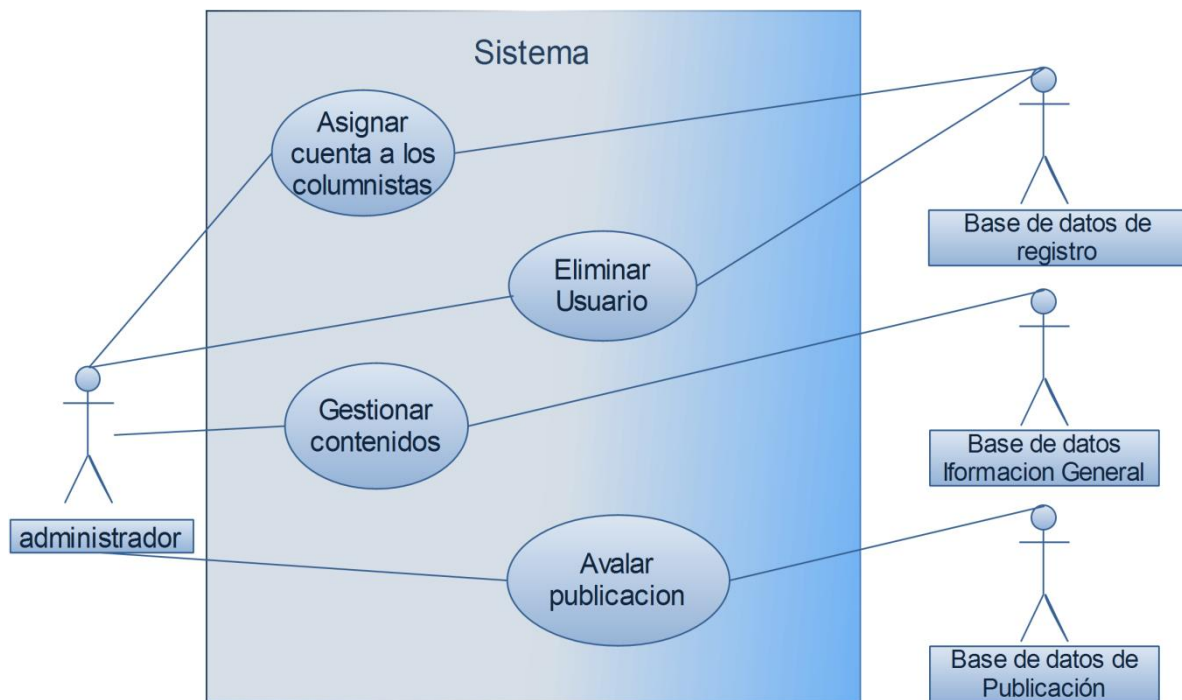 Sistema
Asignar
cuenta a los
columnistas
Base de datos de
registro
Eliminar
Usuario
Gestionar
contenidos
Base de datos
Iformacion General
administrador
Avalar
publicacion
Base de datos de
Publicación